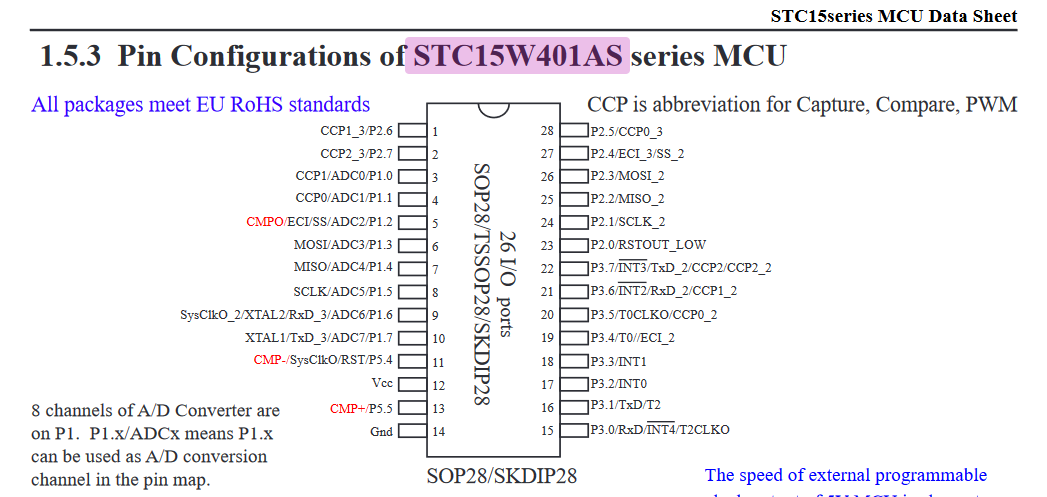 STC15series MCU Data Sheet
1.5.3 Pin Configurations of STC15W401AS series MCU
All packages meet EU RoHS standards
CCP is abbreviation for Capture, Compare, PWM
CCP1_3/P2.6 1
CCP2_3/P2.7 2
CCP1/ADC0/P1.0 3
CCP0/ADC1/P1.1 4
CMPO/ECI/SS/ADC2/P1.2 5
MOSI/ADC3/P1.3 6
MISO/ADC4/P1.4 7
SCLK/ADC5/P1.5 8
SysClkO_2/XTAL2/RxD_3/ADC6/P1.6 9
XTAL1/TxD_3/ADC7/P1.7 10
CMP-/SysClkO/RST/P5.4 11
Vcc 12
CMP+/P5.5 13
Gnd 14
SOP28/TSSOP28/SKDIP28
26 I/O ports
28 P2.5/CCP0_3
27 P2.4/ECI_3/SS_2
26 P2.3/MOSI_2
25 P2.2/MISO_2
24 P2.1/SCLK_2
23 P2.0/RSTOUT_LOW
22 P3.7/INT3/TxD_2/CCP2/CCP2_2
21 P3.6/INT2/RxD_2/CCP1_2
20 P3.5/T0CLKO/CCP0_2
19 P3.4/T0//ECI_2
18 P3.3/INT1
17 P3.2/INT0
16 P3.1/TxD/T2
15 P3.0/RxD/INT4/T2CLKO
8 channels of A/D Converter are
on P1. P1.x/ADCx means P1.x
can be used as A/D conversion
channel in the pin map.
SOP28/SKDIP28
The speed of external programmable